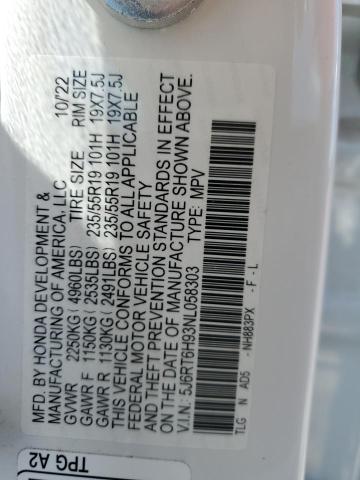 MFD. BY HONDA DEVELOPMENT &
MANUFACTURING OF AMERICA, LLC 10/'22
GVWR 2250KG (4960LBS) TIRE SIZE RIM SIZE
GAWR F 1150KG (2535LBS) 235/55R19 101H 19X7.5J
GAWR R 1130KG (2491LBS) 235/55R19 101H 19X7.5J
THIS VEHICLE CONFORMS TO ALL APPLICABLE
FEDERAL MOTOR VEHICLE SAFETY
AND THEFT PREVENTION STANDARDS IN EFFECT
ON THE DATE OF MANUFACTURE SHOWN ABOVE.
V.I.N.: 5J6RT6H93NL058303 TYPE: MPV
TLG N AD5 - NH883PX - F - L
TPG A2